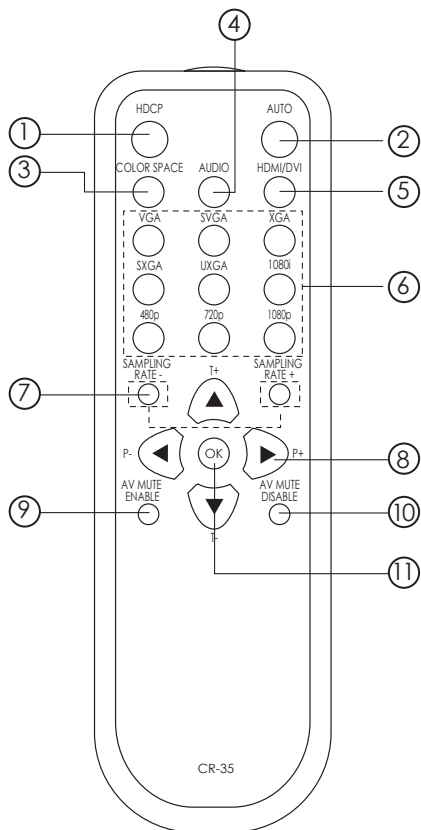 ④
HDCP AUTO
① ②
③ COLOR SPACE AUDIO HDMI/DVI ⑤
VGA SVGA XGA
SXGA UXGA 1080i ⑥
480p 720p 1080p
SAMPLING RATE -
T+
SAMPLING RATE +
⑦
P- OK P+ ⑧
AV MUTE ENABLE
AV MUTE DISABLE
⑨ ⑩
T-
⑪
CR-35